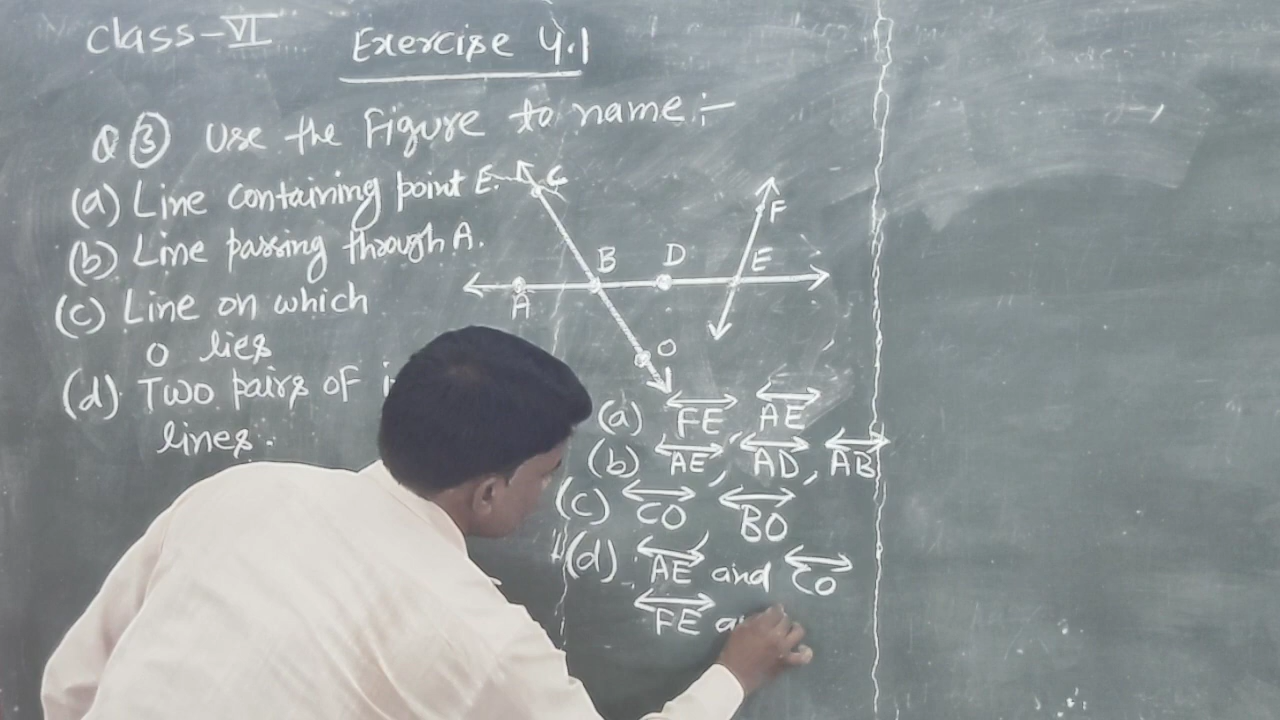 Class-VI
Exercise 4.1
Q ③ Use the Figure to name :-
(a) Line containing point E.
(b) Line passing through A.
(c) Line on which
O lies
(d) Two pairs of
lines.
C
F
B D E
A
O
(a) FE, AE
(b) AE, AD, AB
(c) CO, BO
(d) AE and CO
FE